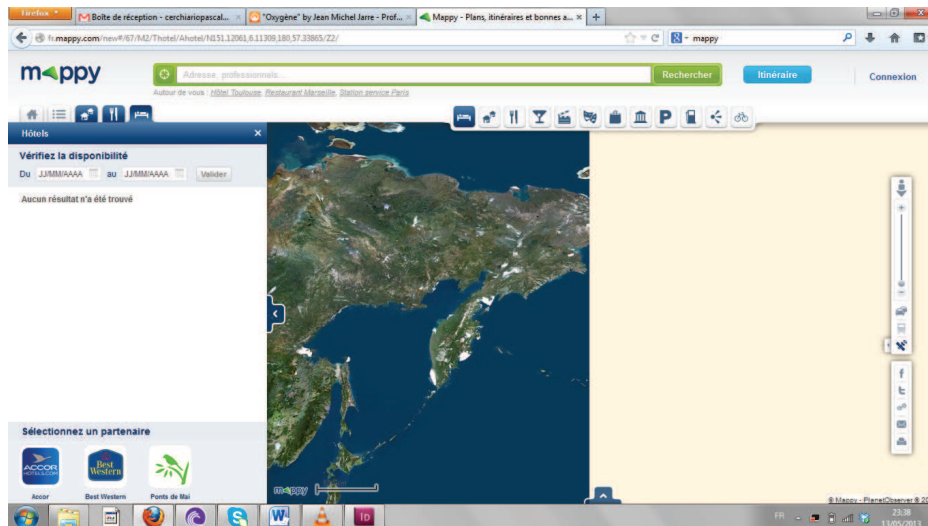 Firefox
Boîte de réception - cerchiariopascal...
"Oxygène" by Jean Michel Jarre - Prof...
Mappy - Plans, itinéraires et bonnes a...
fr.mappy.com/new#/67/M2/Thotel/Ahotel/N151.12061,6.11309,180,57.33865/Z2/
mappy
mappy
Adresse, professionnels...
Rechercher
Itinéraire
Connexion
Autour de vous : Hôtel Toulouse, Restaurant Marseille, Station service Paris
Hôtels
Vérifiez la disponibilité
Du JJ/MM/AAAA au JJ/MM/AAAA Valider
Aucun résultat n'a été trouvé
Sélectionnez un partenaire
ACCOR
HOTELS.COM
Best
Western
Accor
Best Western
Ponts de Mai
mappy
© Mappy - PlanetObserver © 20
FR
23:38
13/05/2013